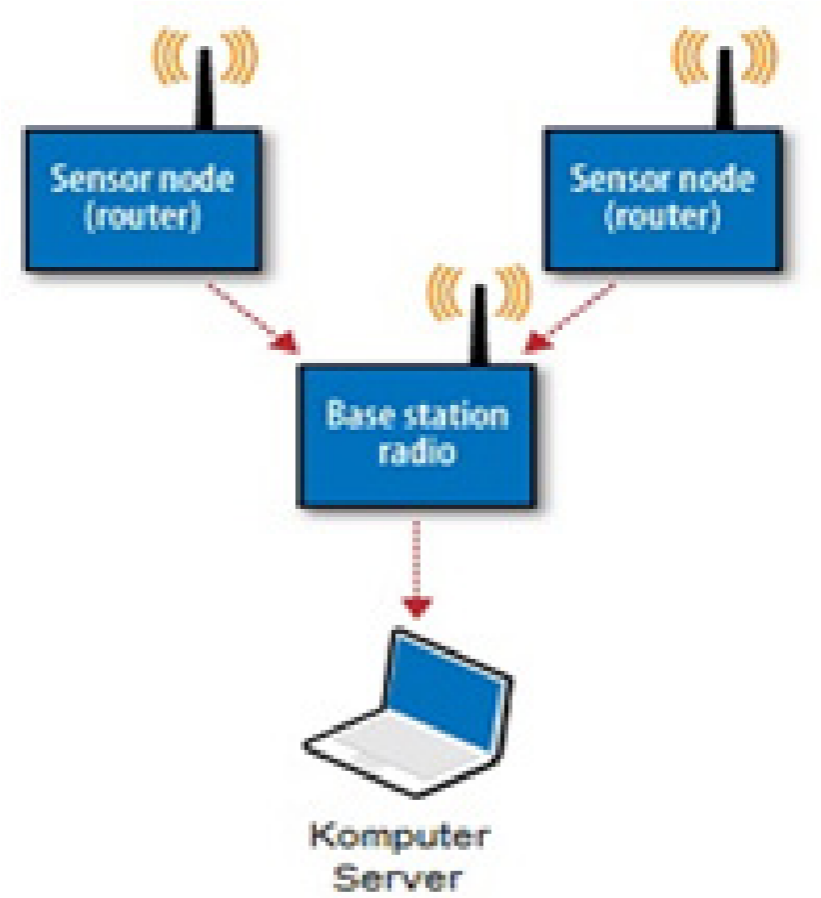 Sensor node
(router)
Sensor node
(router)
Base station
radio
Komputer
Server